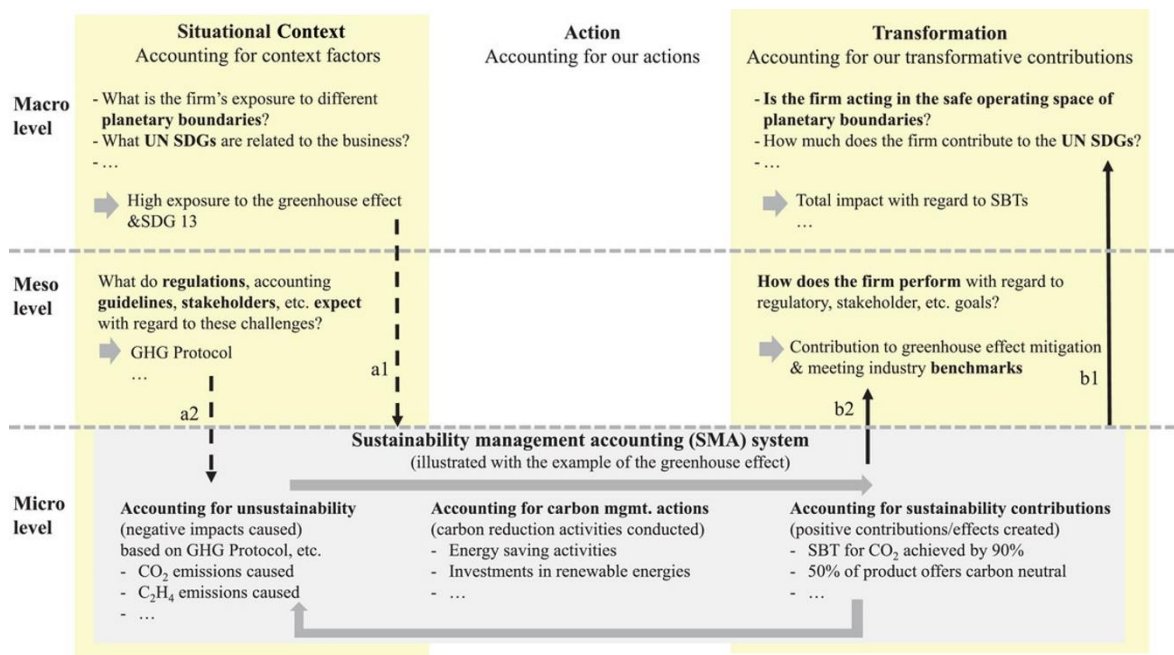 Situational Context
Accounting for context factors
Action
Accounting for our actions
Transformation
Accounting for our transformative contributions
Macro
level
- What is the firm's exposure to different
planetary boundaries?
- What UN SDGs are related to the business?
- …
High exposure to the greenhouse effect
&SDG 13
- Is the firm acting in the safe operating space of
planetary boundaries?
- How much does the firm contribute to the UN SDGs?
- …
Total impact with regard to SBTs
…
Meso
level
What do regulations, accounting
guidelines, stakeholders, etc. expect
with regard to these challenges?
GHG Protocol
…
a1
a2
How does the firm perform with regard to
regulatory, stakeholder, etc. goals?
Contribution to greenhouse effect mitigation
& meeting industry benchmarks
b1
b2
Micro
level
Sustainability management accounting (SMA) system
(illustrated with the example of the greenhouse effect)
Accounting for unsustainability
(negative impacts caused)
based on GHG Protocol, etc.
- CO₂ emissions caused
- C₂H₄ emissions caused
- …
Accounting for carbon mgmt. actions
(carbon reduction activities conducted)
- Energy saving activities
- Investments in renewable energies
- …
Accounting for sustainability contributions
(positive contributions/effects created)
- SBT for CO₂ achieved by 90%
- 50% of product offers carbon neutral
- …